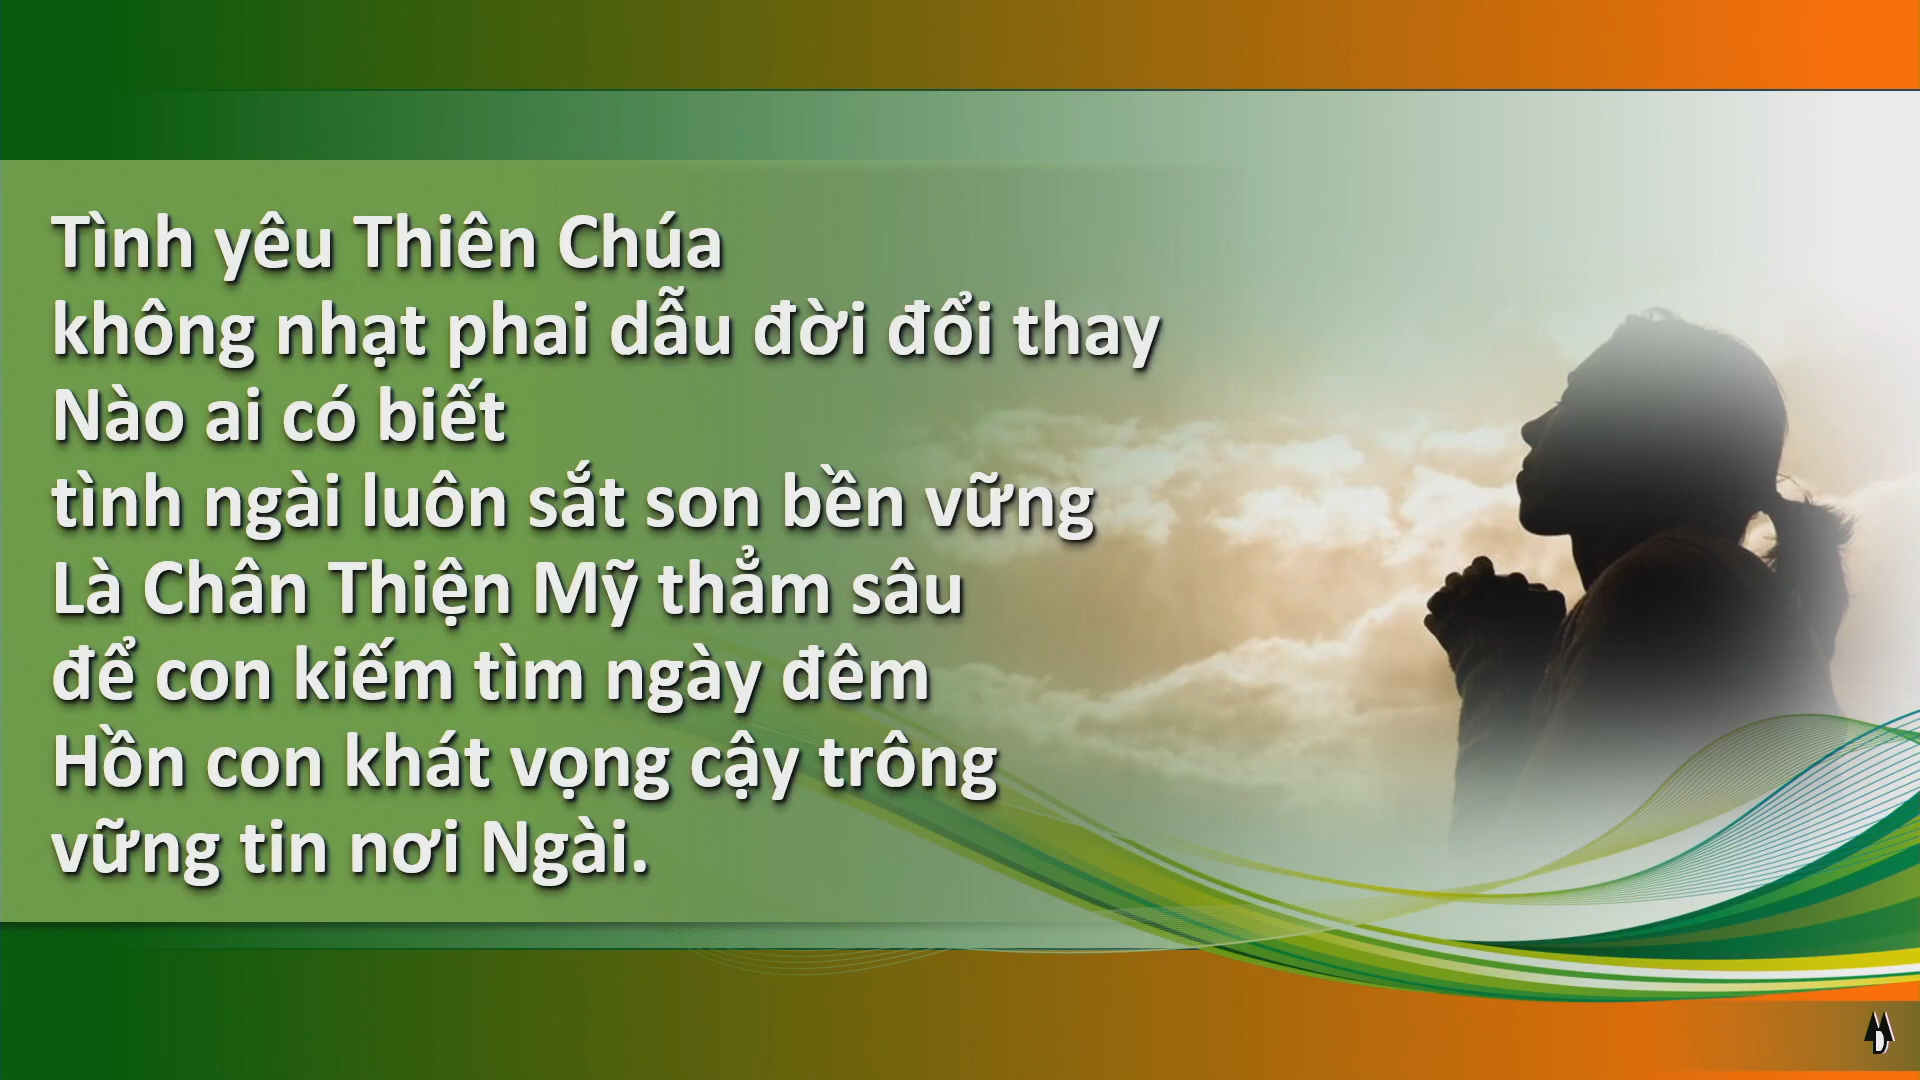 Tình yêu Thiên Chúa
không nhạt phai dẫu đời đổi thay
Nào ai có biết
tình ngài luôn sắt son bền vững
Là Chân Thiện Mỹ thẳm sâu
để con kiếm tìm ngày đêm
Hồn con khát vọng cậy trông
vững tin nơi Ngài.